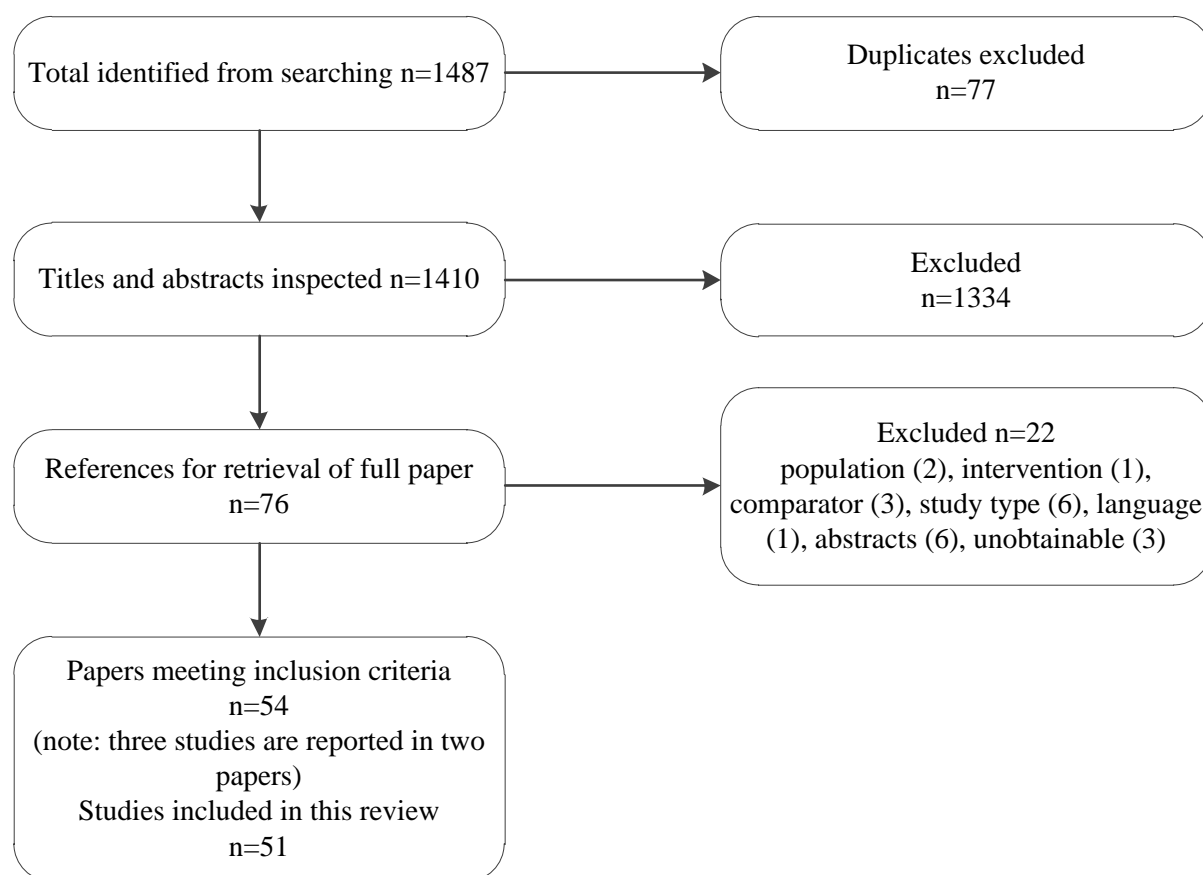 Total identified from searching n=1487
Duplicates excluded
n=77
Titles and abstracts inspected n=1410
Excluded
n=1334
References for retrieval of full paper
n=76
Excluded n=22
population (2), intervention (1),
comparator (3), study type (6), language
(1), abstracts (6), unobtainable (3)
Papers meeting inclusion criteria
n=54
(note: three studies are reported in two
papers)
Studies included in this review
n=51